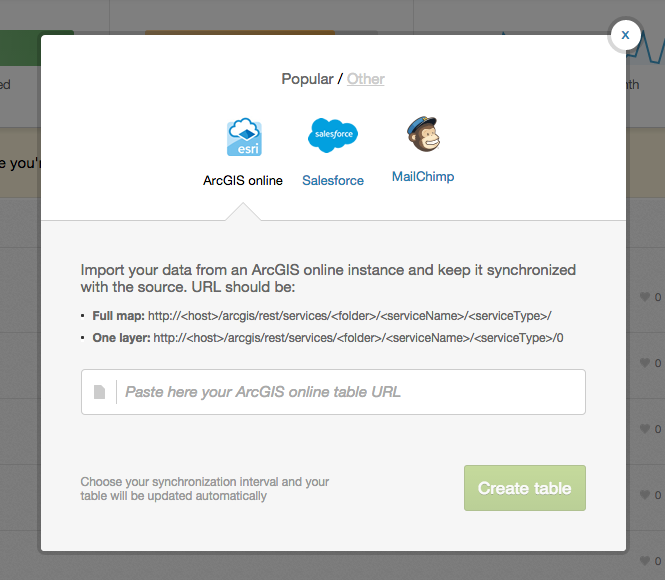 x
ed
th
Popular / Other
esri
salesforce
ArcGIS online
Salesforce
MailChimp
e you'r
Import your data from an ArcGIS online instance and keep it synchronized
with the source. URL should be:
Full map: http://<host>/arcgis/rest/services/<folder>/<serviceName>/<serviceType>/
One layer: http://<host>/arcgis/rest/services/<folder>/<serviceName>/<serviceType>/0
Paste here your ArcGIS online table URL
Choose your synchronization interval and your
table will be updated automatically
Create table
0
0
0
0
0